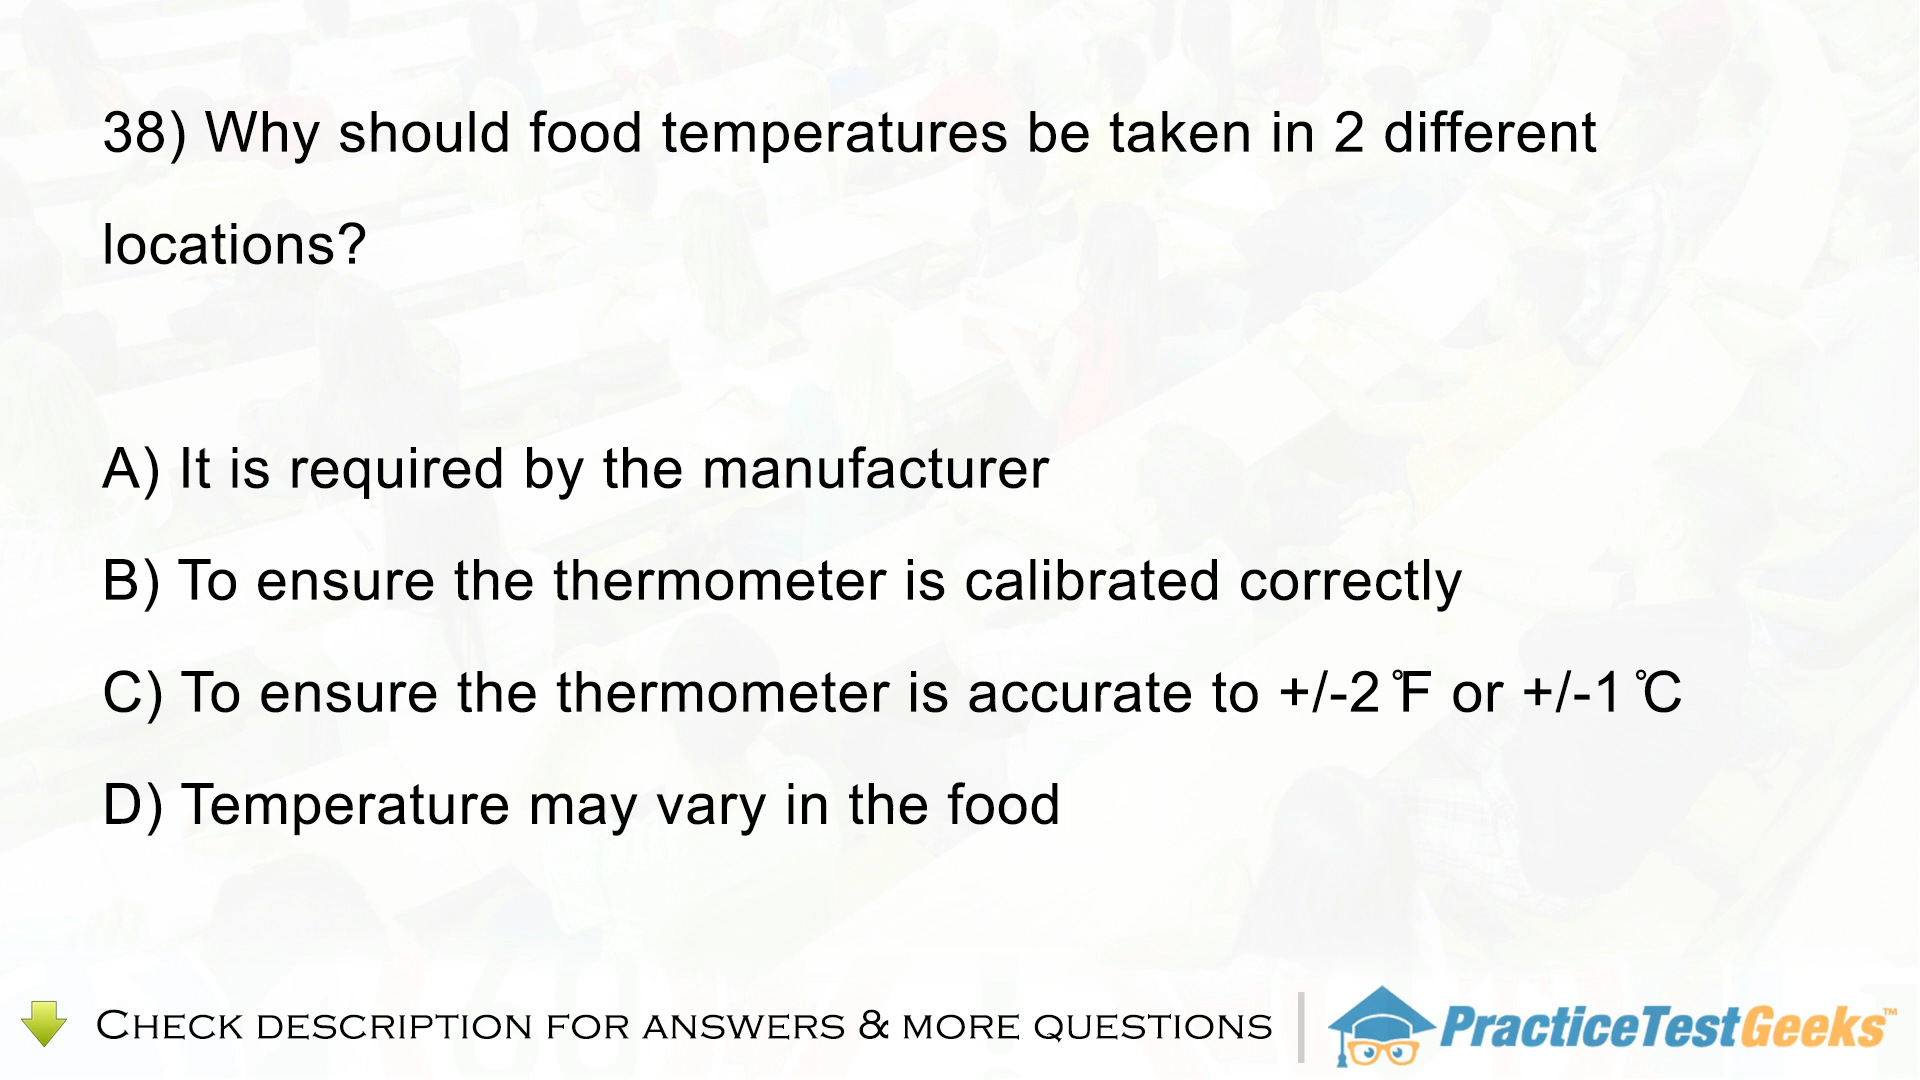 38) Why should food temperatures be taken in 2 different
locations?
A) It is required by the manufacturer
B) To ensure the thermometer is calibrated correctly
C) To ensure the thermometer is accurate to +/-2 ̊F or +/-1 ̊C
D) Temperature may vary in the food
Check description for answers & more questions
PracticeTestGeeks™